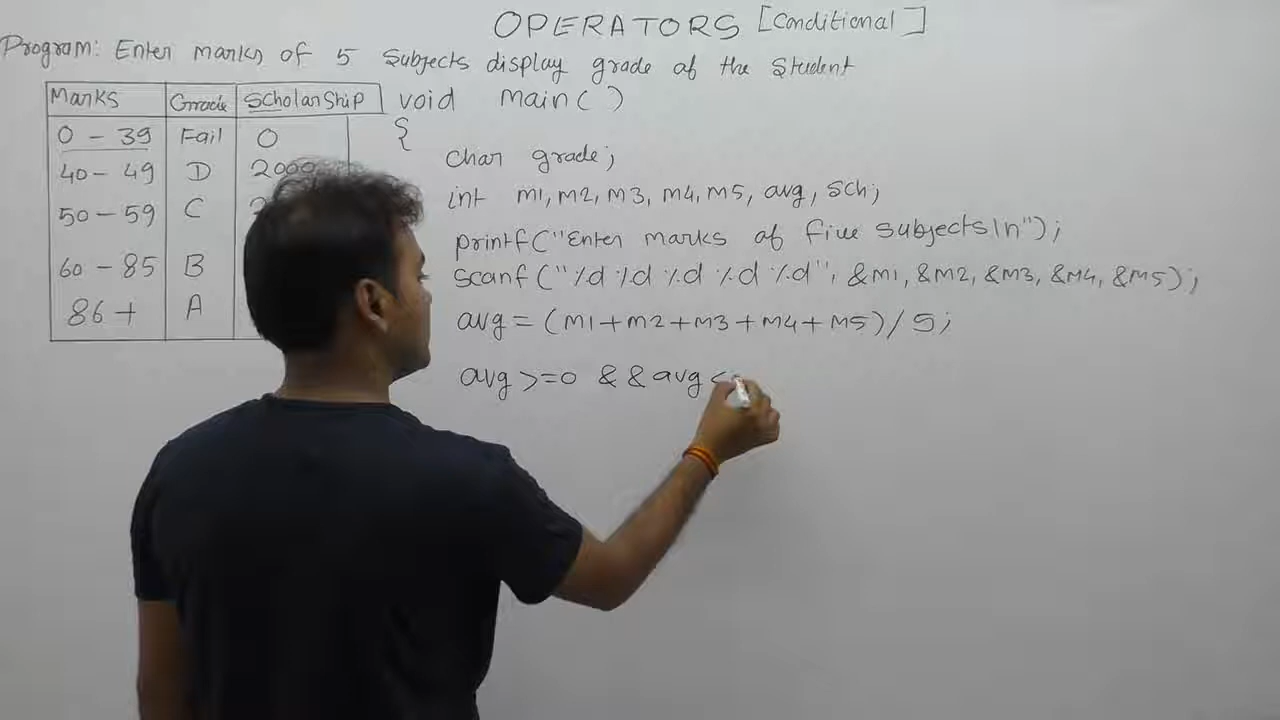 OPERATORS [Conditional]
Program: Enter marks of 5 Subjects display grade of the Student
Marks Grade Scholarship
0 - 39 Fail 0
40 - 49 D 2000
50 - 59 C
60 - 85 B
86 + A
void main( )
{
char grade;
int m1, m2, m3, m4, m5, avg, sch;
printf("Enter marks of five subjects\n");
scanf ("%d %d %d %d %d", &m1, &m2, &m3, &m4, &m5);
avg = (m1+m2+m3+m4+m5)/5;
avg >=0 && avg <